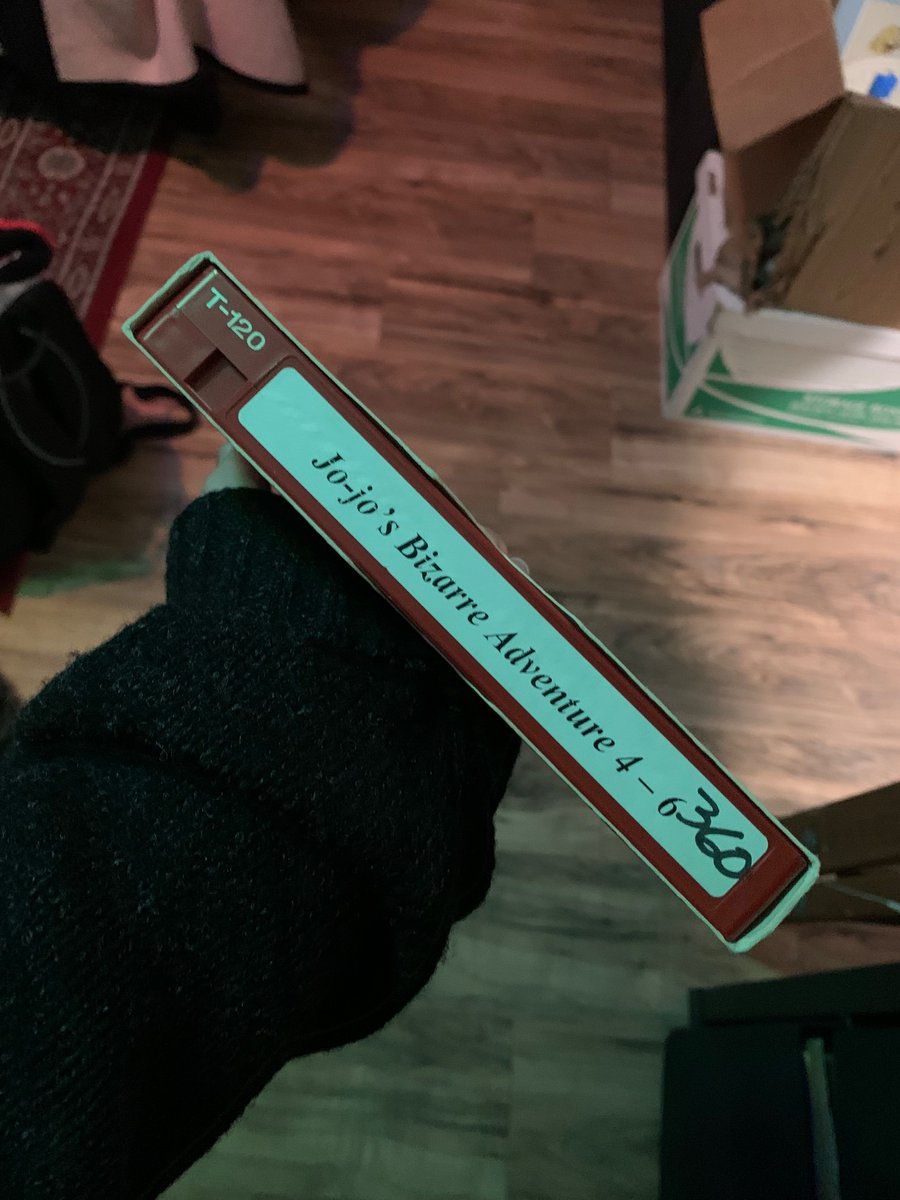 T-120
Jo-jo's Bizarre Adventure 4 – 6
360